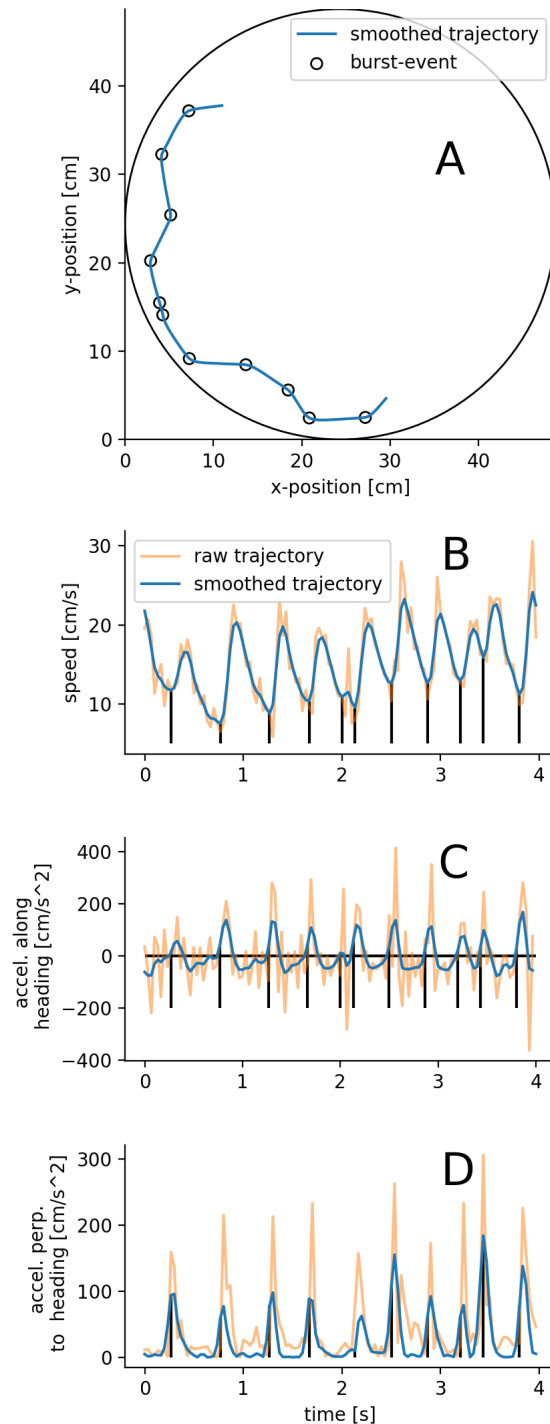 smoothed trajectory
burst-event
A
y-position [cm]
40
30
20
10
0
0
10
20
30
40
x-position [cm]
raw trajectory
smoothed trajectory
B
speed [cm/s]
30
20
10
0
1
2
3
4
C
accel. along
heading [cm/s^2]
400
200
0
−200
−400
0
1
2
3
4
D
accel. perp.
to heading [cm/s^2]
300
200
100
0
0
1
2
3
4
time [s]